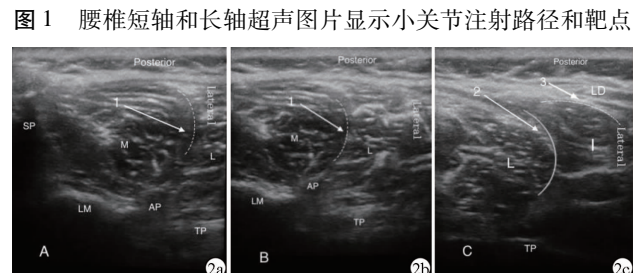 图 1 腰椎短轴和长轴超声图片显示小关节注射路径和靶点
Posterior
1
Lateral
SP
M
L
LM
AP
TP
A
2a
Posterior
1
Lateral
M
L
AP
LM
TP
B
2b
Posterior
3
LD
2
Lateral
L
I
TP
C
2c